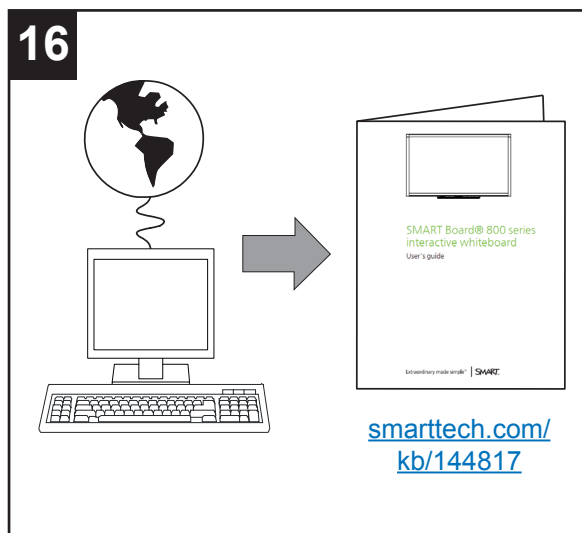 16
SMART Board® 800 series
interactive whiteboard
User's guide
Extraordinary made simple™ | SMART
smarttech.com/
kb/144817